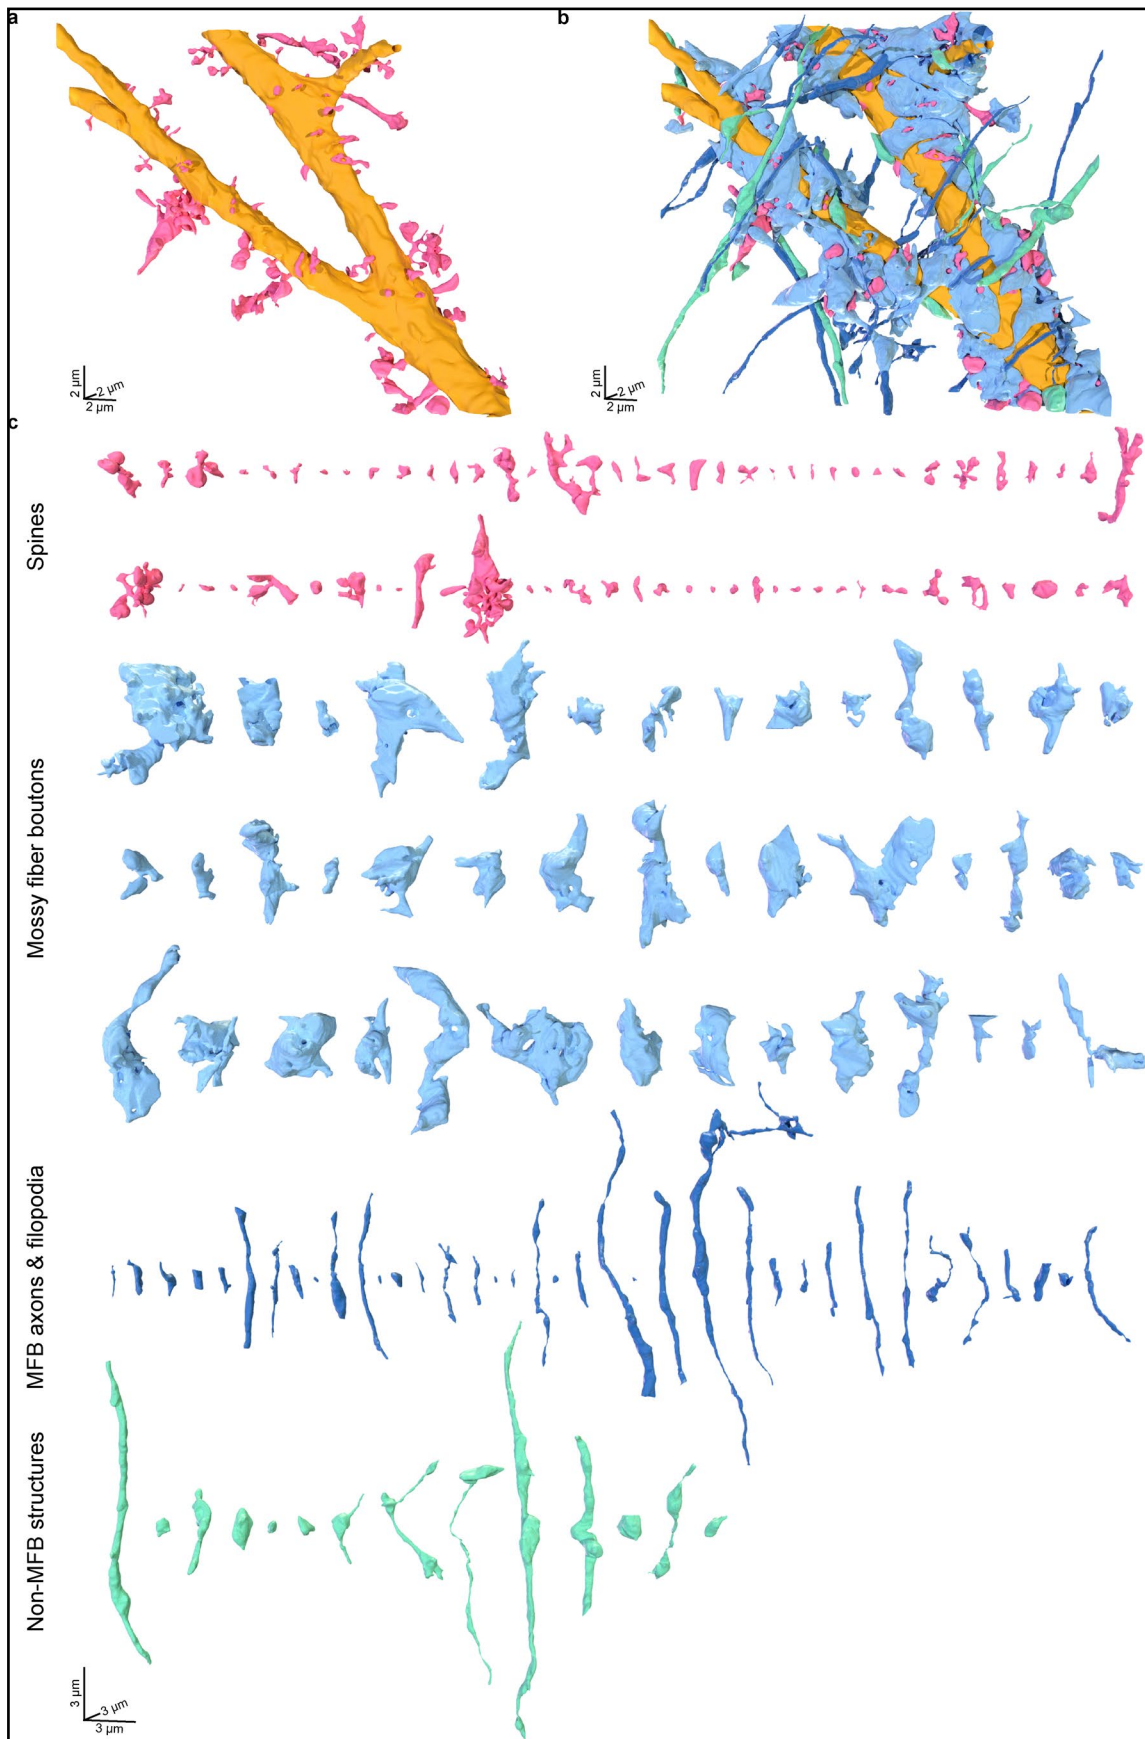 a
b
2 µm
2 µm
2 µm
2 µm
2 µm
2 µm
c
Spines
Mossy fiber boutons
MFB axons & filopodia
Non-MFB structures
3 µm
3 µm
3 µm